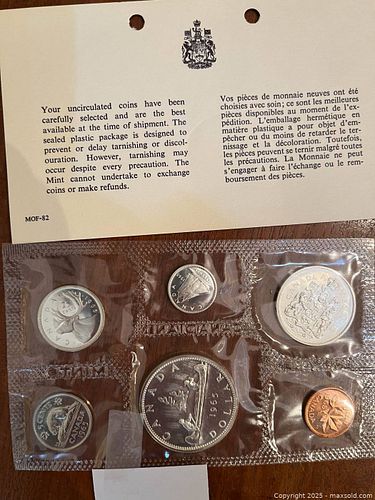 Your uncirculated coins have been
carefully selected and are the best
available at the time of shipment. The
sealed plastic package is designed to
prevent or delay tarnishing or discol-
ouration. However, tarnishing may
occur despite every precaution. The
Mint cannot undertake to exchange
coins or make refunds.
Vos pièces de monnaie neuves ont été
choisies avec soin; ce sont les meilleures
pièces disponibles au moment de l'ex-
pédition. L'emballage hermétique en
matière plastique a pour objet d'em-
pêcher ou du moins de retarder le ter-
nissage et la décoloration. Toutefois,
les pièces peuvent se ternir malgré toutes
les précautions. La Monnaie ne peut
s'engager à faire l'échange ou le rem-
boursement des pièces.
MOF-82
CANADA
CANADA
CANADA
CANADA 1965 DOLLAR
Copyright 2025 - maxsold.com